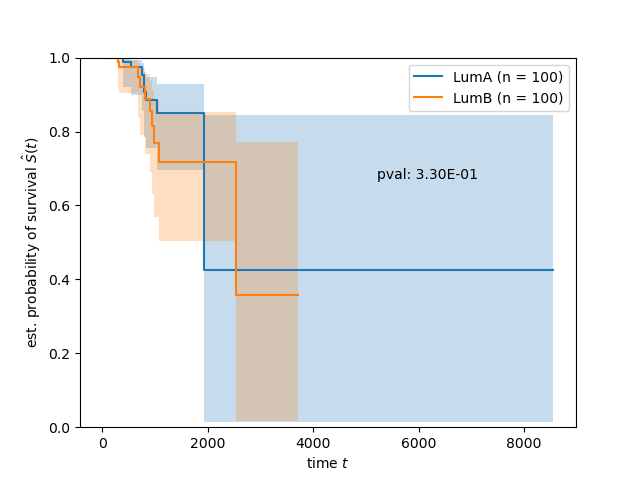 1.0
0.8
0.6
0.4
0.2
0.0
est. probability of survival Ŝ(t)
LumA (n = 100)
LumB (n = 100)
pval: 3.30E-01
0 2000 4000 6000 8000
time t